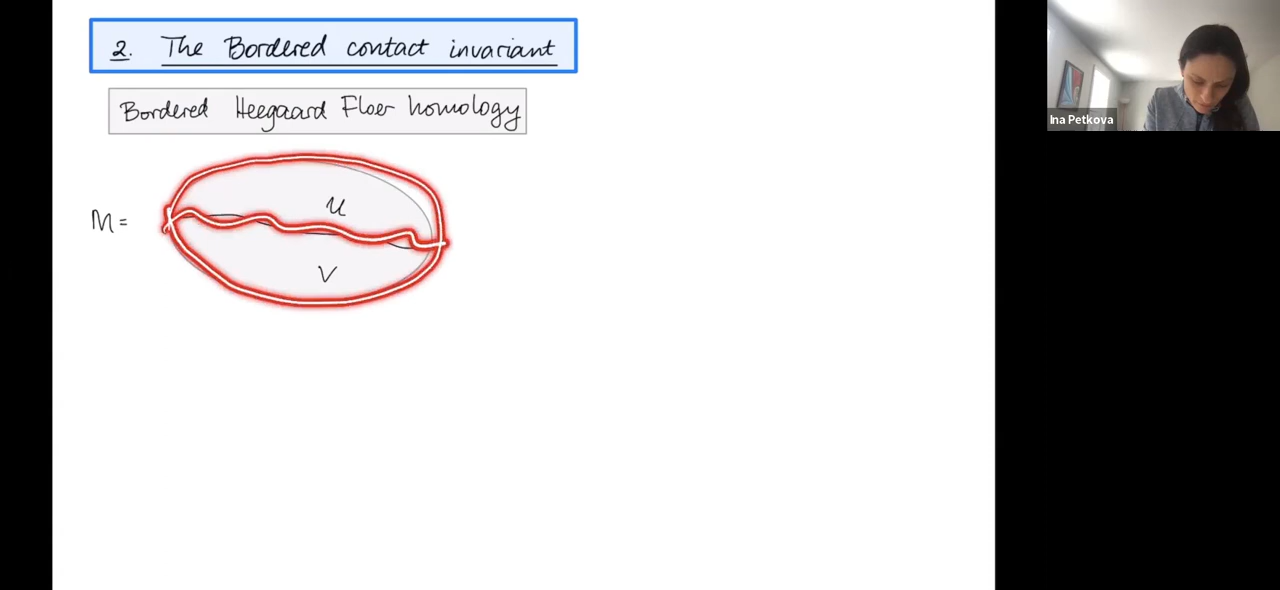 2. The Bordered contact invariant
Bordered Heegaard Floer homology
M =
U
V
Ina Petkova